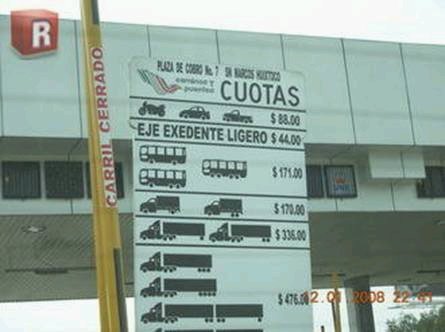 R
CARRIL CERRADO
PLAZA DE COBRO No. 7 SN MARCOS HUIXTOCO
caminos y
puentes
CUOTAS
$ 88.00
EJE EXEDENTE LIGERO $ 44.00
$ 171.00
$ 170.00
$ 336.00
$ 476.00
12.01.2008 22:41